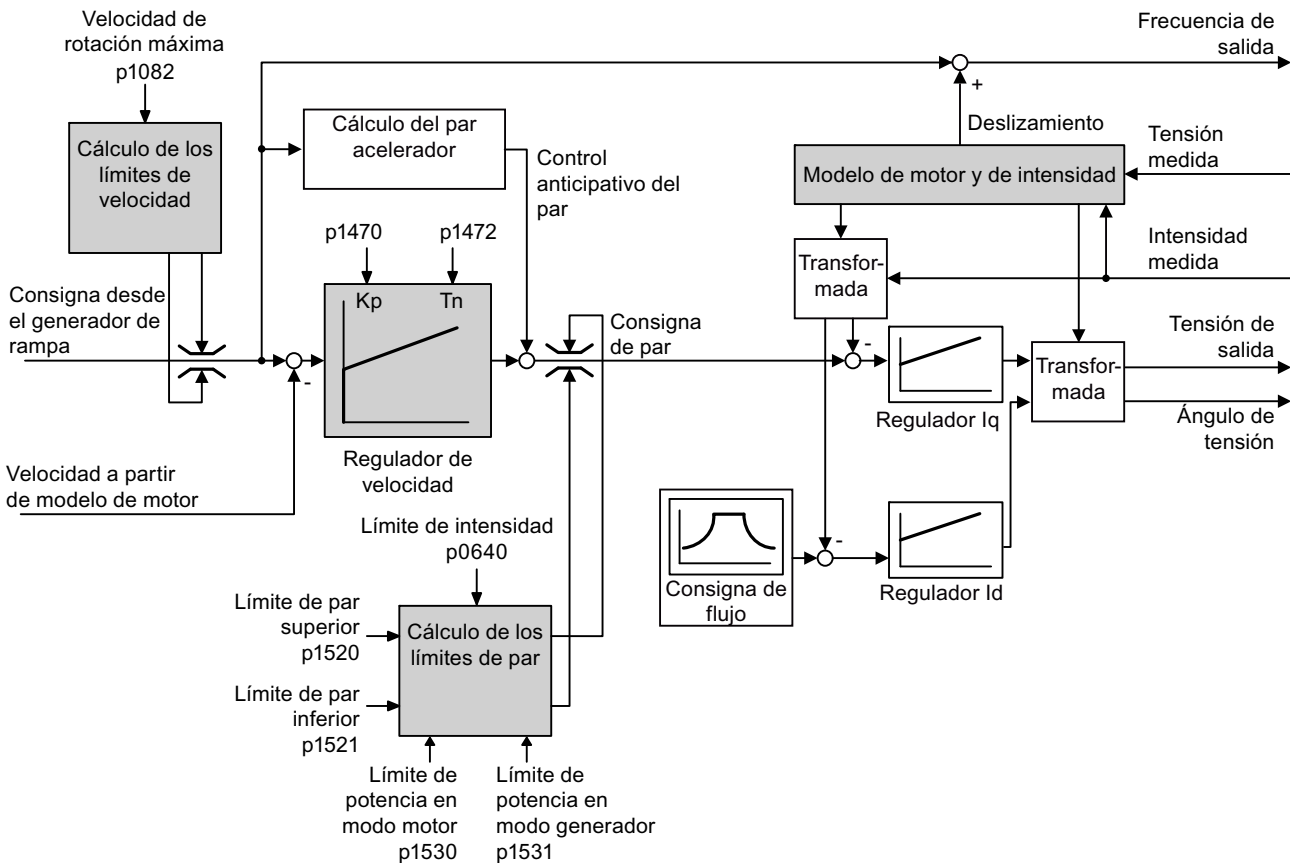 Velocidad de
rotación máxima
p1082
Frecuencia de
salida
+
Deslizamiento
Cálculo de los
límites de
velocidad
Cálculo del par
acelerador
Control
anticipativo del
par
Modelo de motor y de intensidad
Tensión
medida
p1470
p1472
Kp
Tn
Transfor-
mada
Intensidad
medida
Consigna desde
el generador de
rampa
-
Consigna
de par
-
Transfor-
mada
Tensión de
salida
Regulador Iq
Ángulo de
tensión
Regulador de
velocidad
Velocidad a partir
de modelo de motor
Límite de intensidad
p0640
-
Consigna de
flujo
Regulador Id
Límite de par
superior
p1520
Cálculo de los
límites de par
Límite de par
inferior
p1521
Límite de
potencia en
modo motor
p1530
Límite de
potencia en
modo generador
p1531